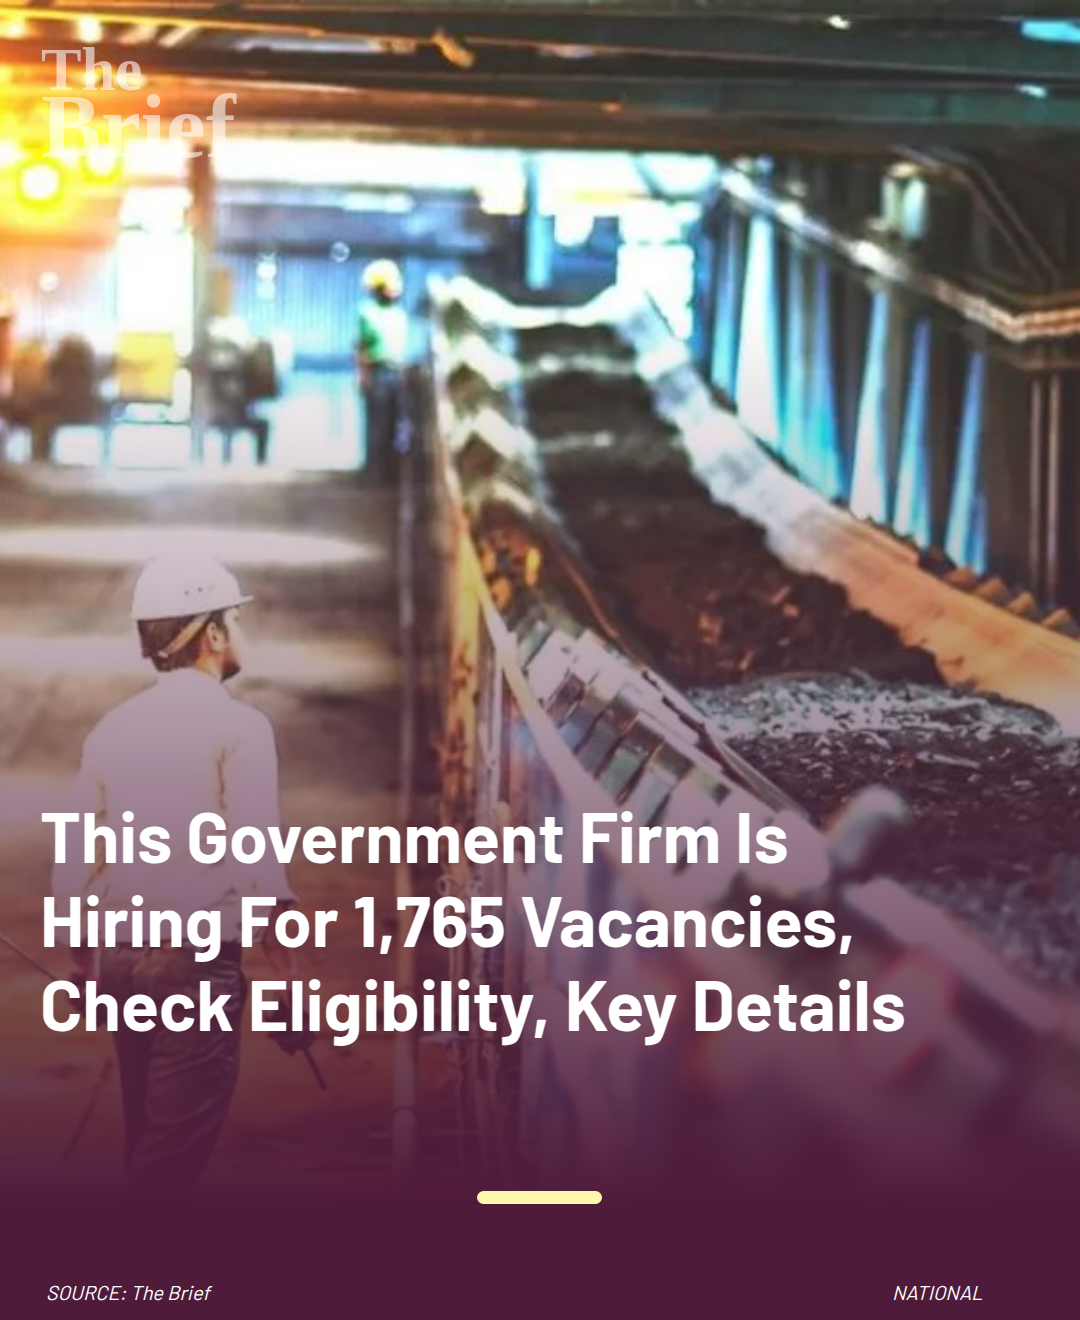 The
Brief
This Government Firm Is
Hiring For 1,765 Vacancies,
Check Eligibility, Key Details
SOURCE: The Brief
NATIONAL